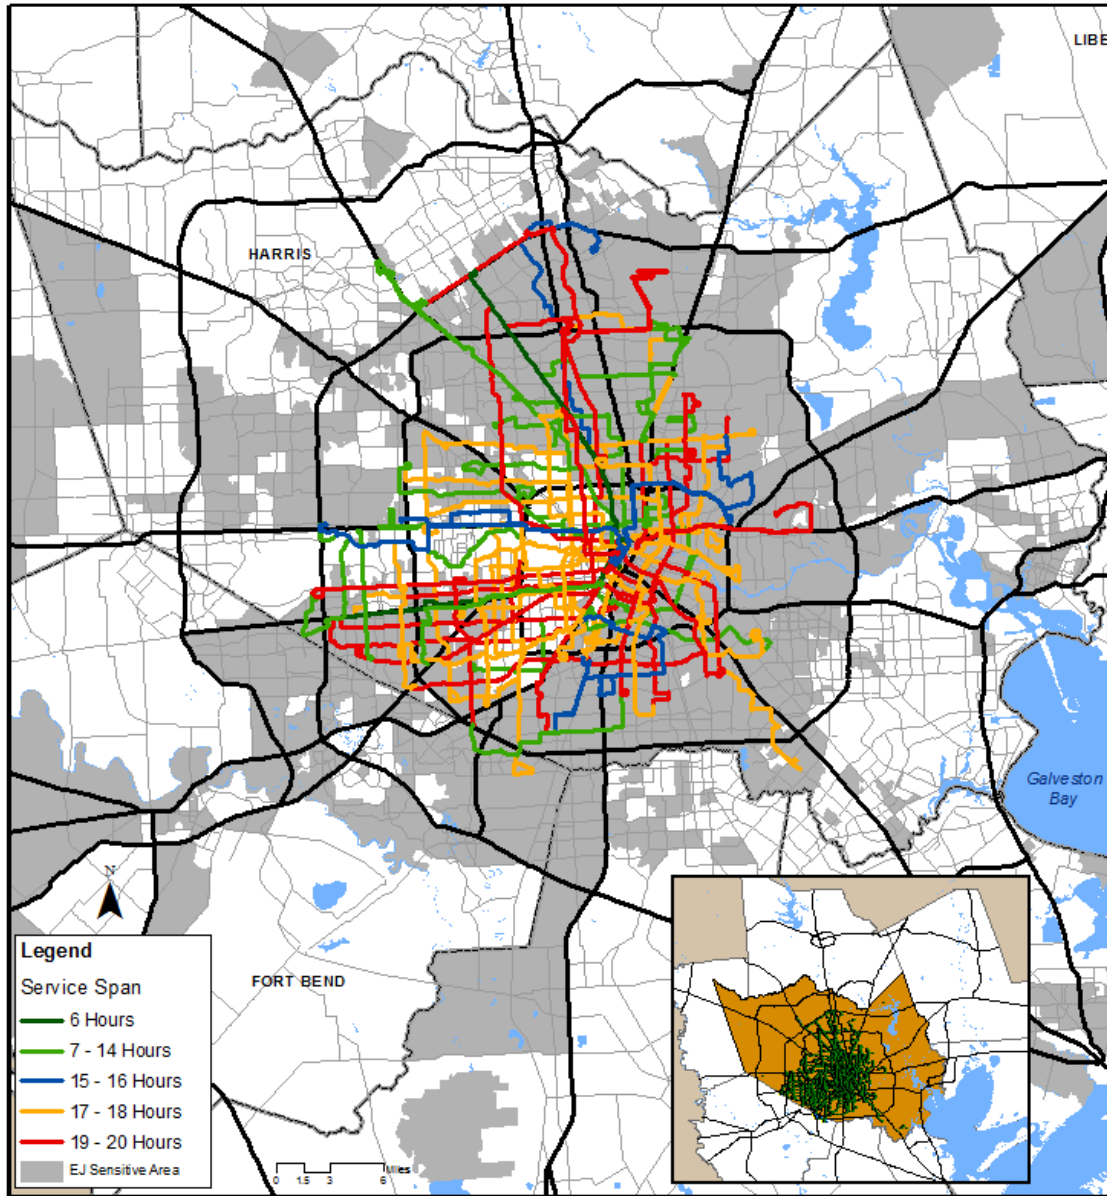 LIBE
HARRIS
Galveston
Bay
N
FORT BEND
Legend
Service Span
6 Hours
7 - 14 Hours
15 - 16 Hours
17 - 18 Hours
19 - 20 Hours
EJ Sensitive Area
Miles
0 1.5 3 6